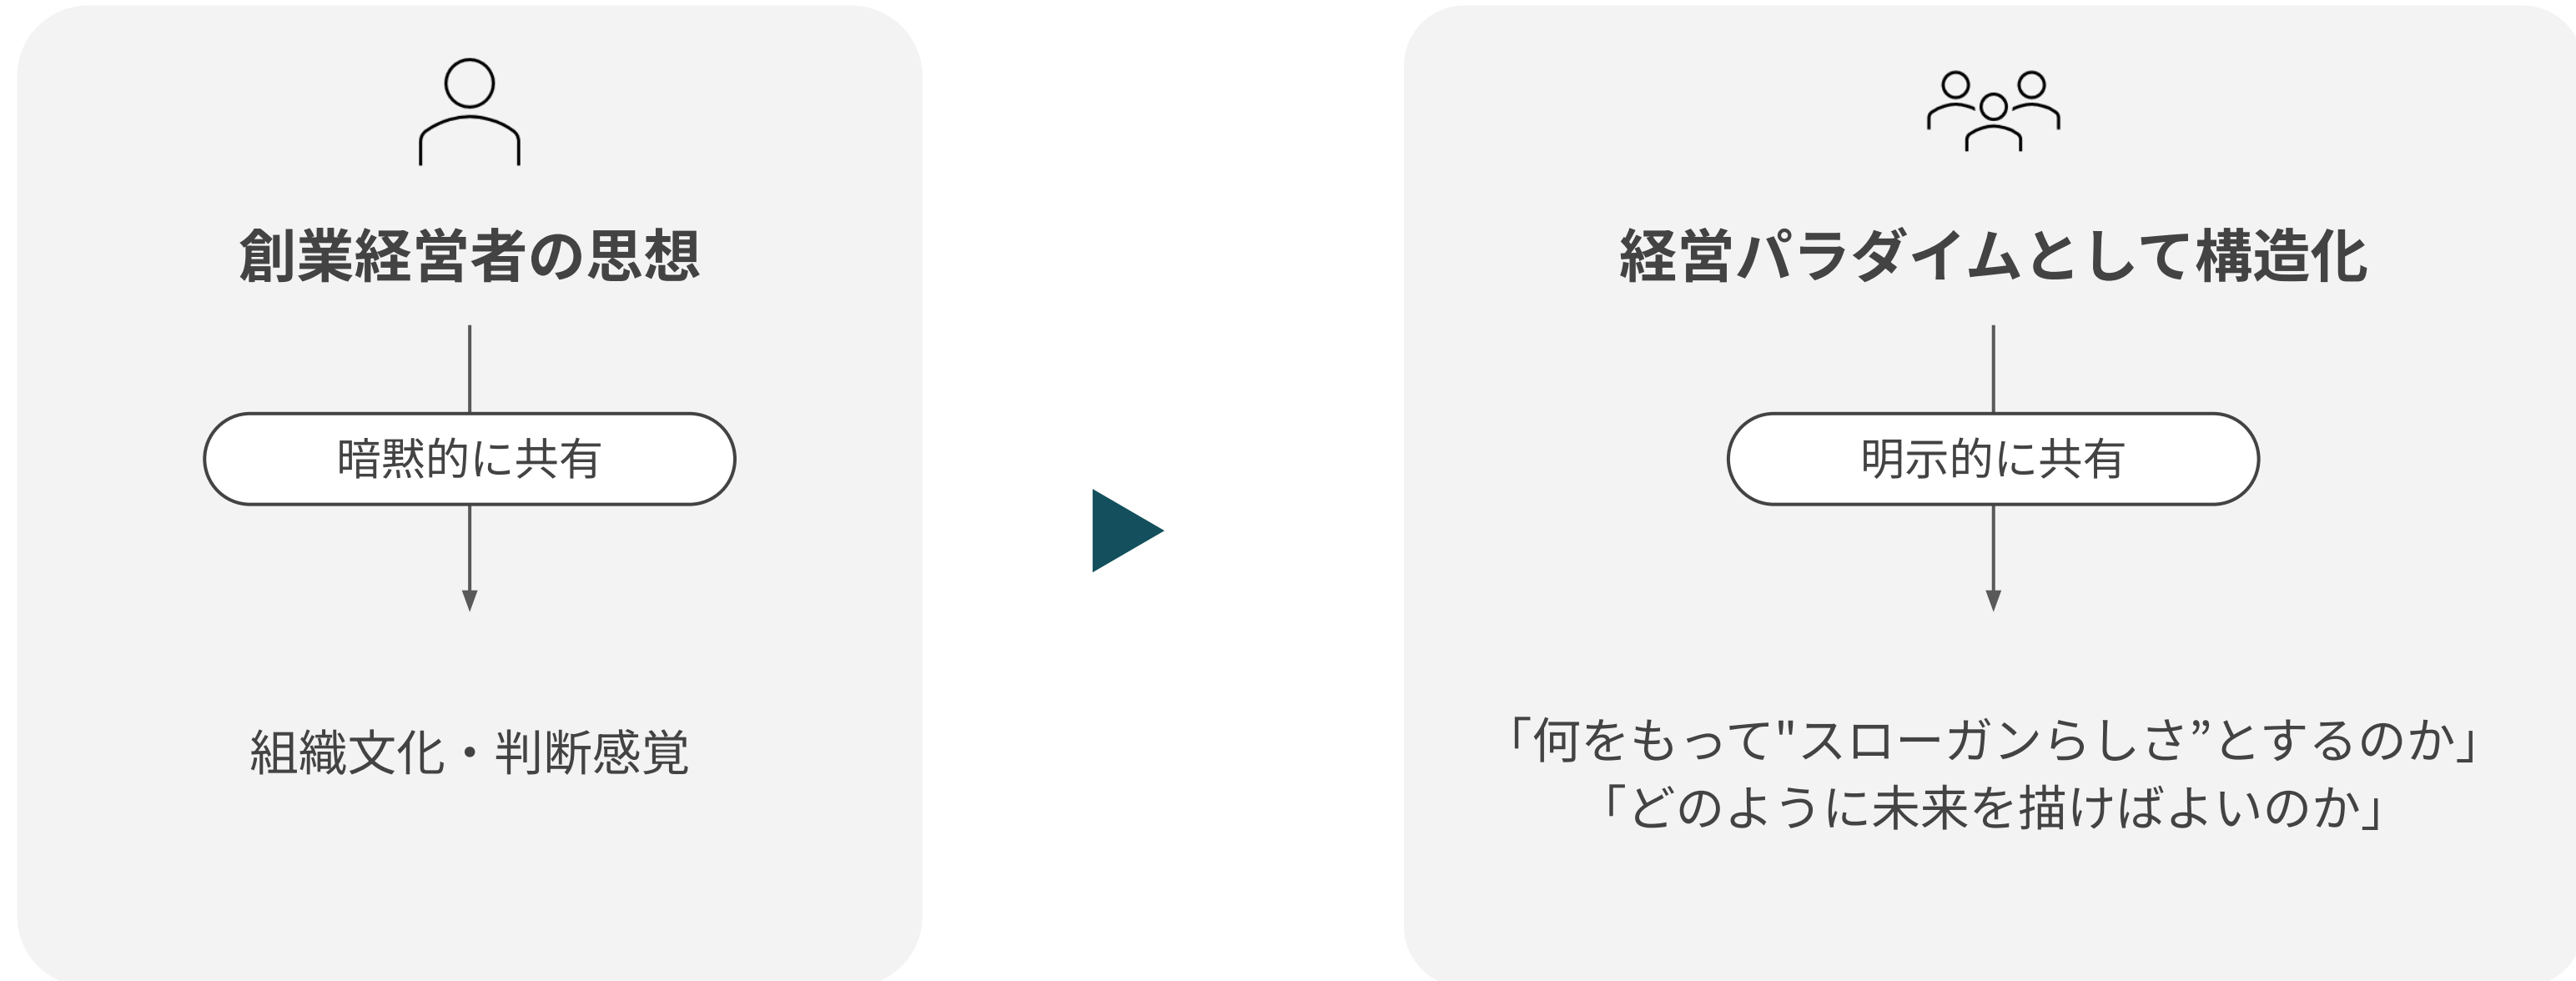 創業経営者の思想
暗黙的に共有
組織文化・判断感覚
経営パラダイムとして構造化
明示的に共有
「何をもって"スローガンらしさ”とするのか」
「どのように未来を描けばよいのか」